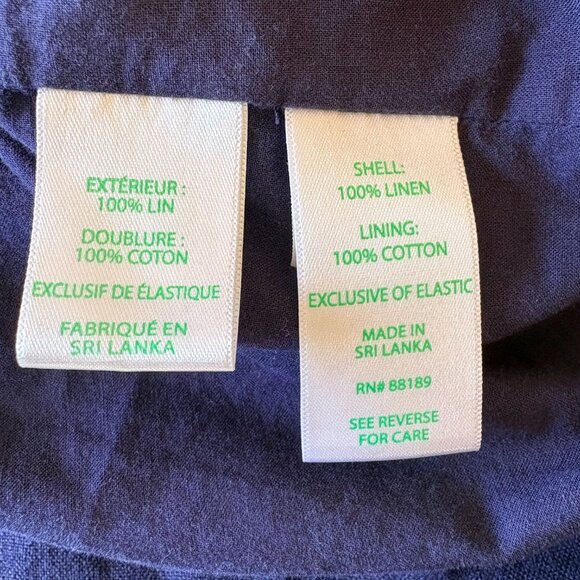 EXTÉRIEUR :
100% LIN
DOUBLURE :
100% COTON
EXCLUSIF DE ÉLASTIQUE
FABRIQUÉ EN
SRI LANKA
SHELL:
100% LINEN
LINING:
100% COTTON
EXCLUSIVE OF ELASTIC
MADE IN
SRI LANKA
RN# 88189
SEE REVERSE
FOR CARE